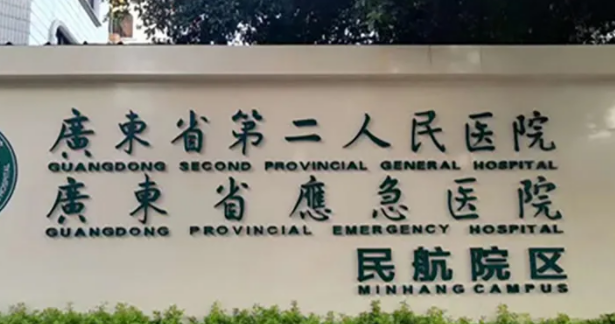 廣東省第二人民医院
GUANGDONG SECOND PROVINCIAL GENERAL HOSPITAL
廣東省應急医院
GUANGDONG PROVINCIAL EMERGENCY HOSPITAL
民航院区
MINHANG CAMPUS